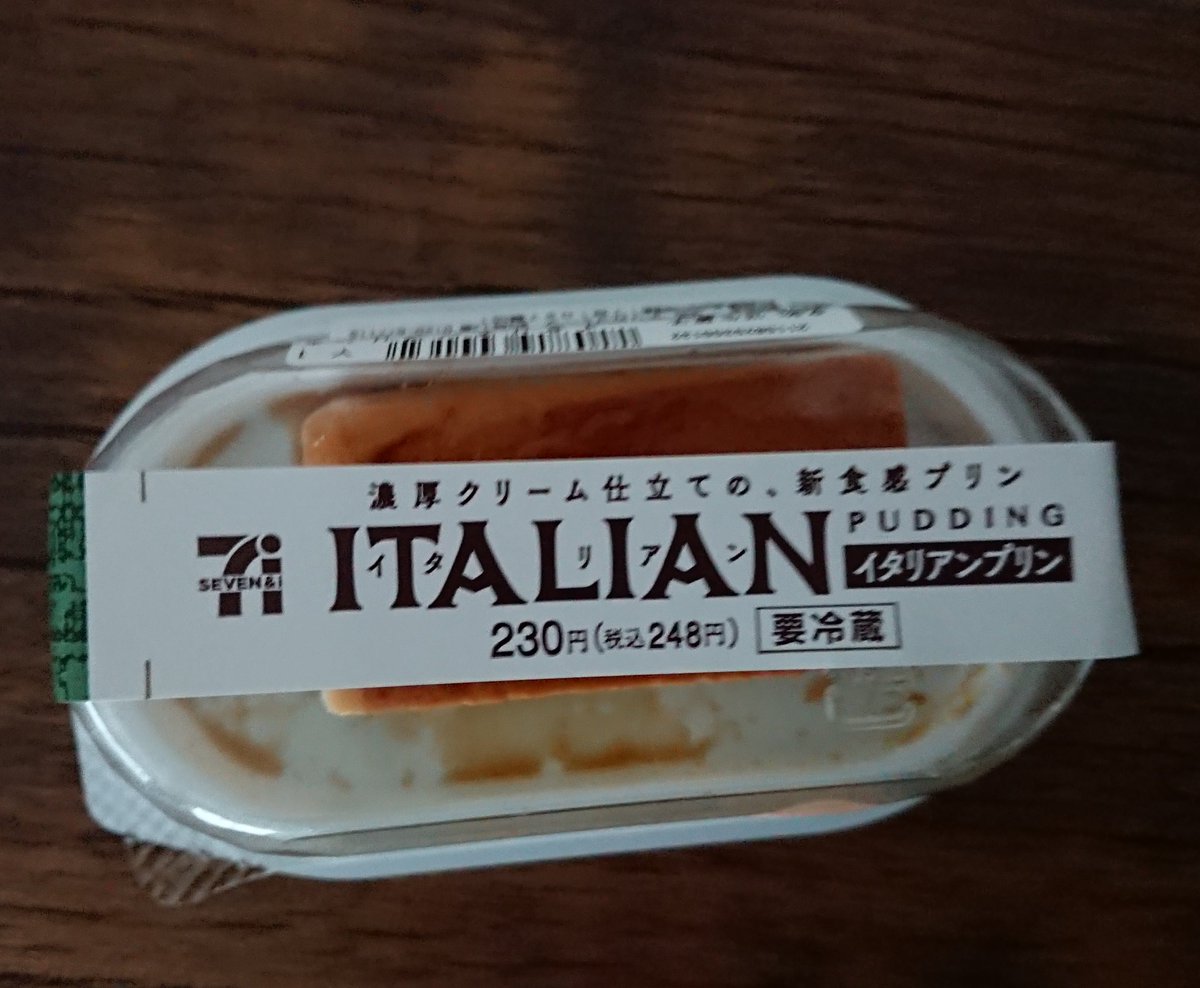 濃厚クリーム仕立ての、新食感プリン
SEVEN&i
ITALIAN
イタリアン
PUDDING
イタリアンプリン
230円(税込248円)
要冷蔵